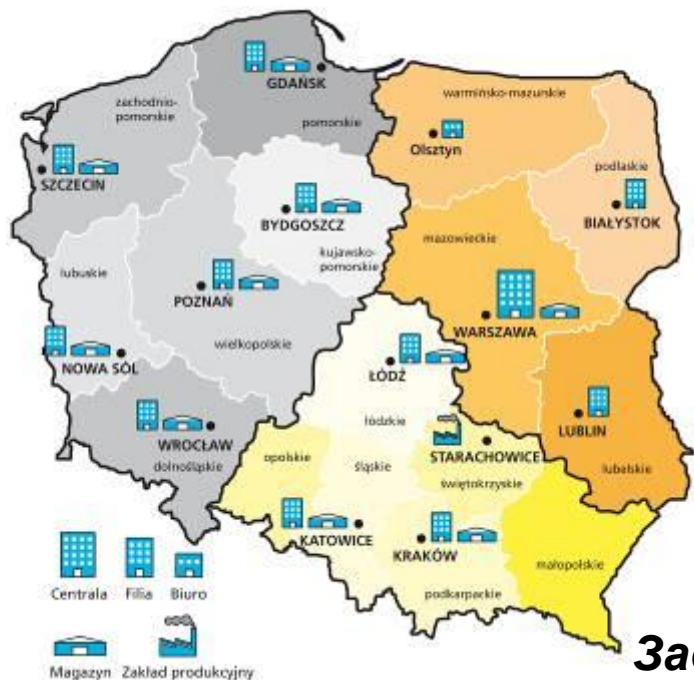 GDAŃSK
pomorskie
zachodnio-
pomorskie
SZCZECIN
warmińsko-mazurskie
Olsztyn
podlaskie
BIAŁYSTOK
BYDGOSZCZ
kujawsko-
pomorskie
mazowieckie
WARSZAWA
lubuskie
POZNAŃ
wielkopolskie
NOWA SÓL
ŁÓDŹ
łódzkie
WROCŁAW
dolnośląskie
LUBLIN
lubelskie
STARACHOWICE
świętokrzyskie
opolskie
śląskie
KATOWICE
KRAKÓW
małopolskie
podkarpackie
Centrala Filia Biuro
Magazyn Zakład produkcyjny